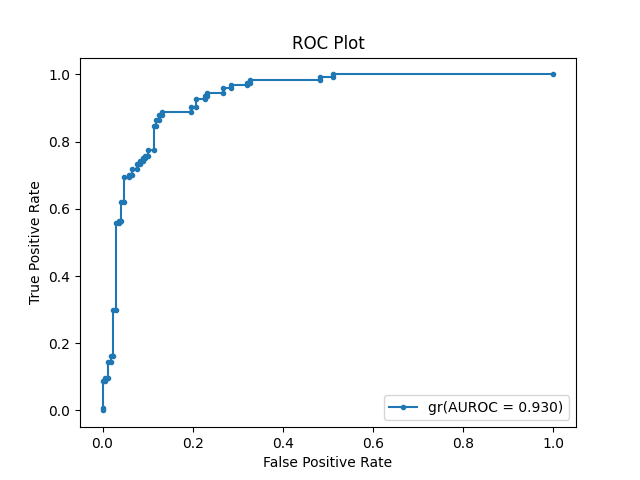 ROC Plot
True Positive Rate
1.0
0.8
0.6
0.4
0.2
0.0
gr(AUROC = 0.930)
0.0 0.2 0.4 0.6 0.8 1.0
False Positive Rate